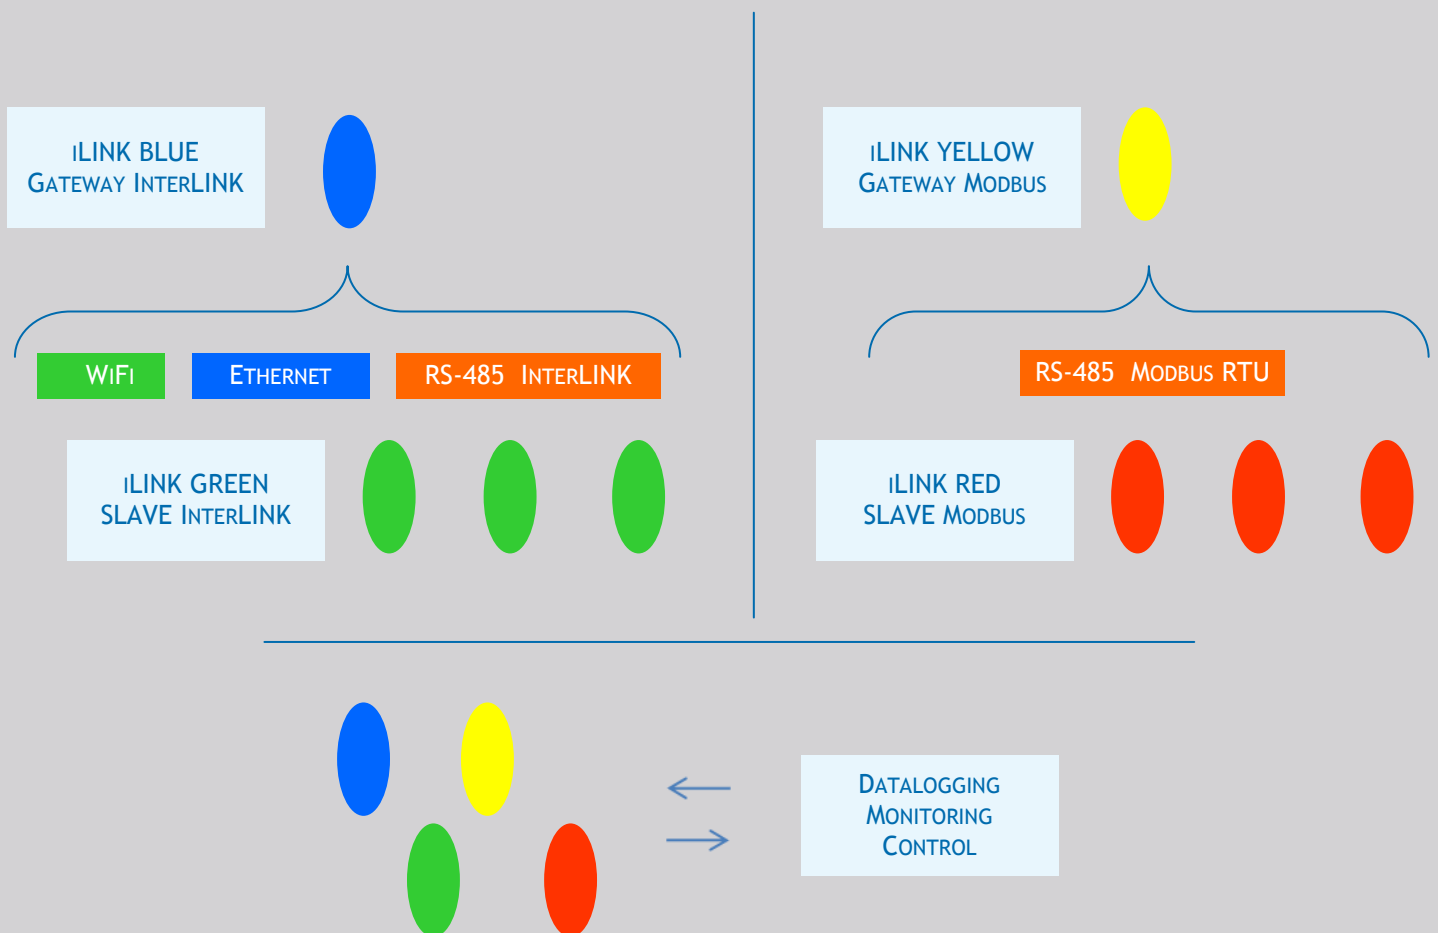 iLINK BLUE
Gateway InterLINK
iLINK YELLOW
Gateway Modbus
WiFi
Ethernet
RS-485 InterLINK
RS-485 Modbus RTU
iLINK GREEN
SLAVE InterLINK
iLINK RED
SLAVE Modbus
Datalogging
Monitoring
Control